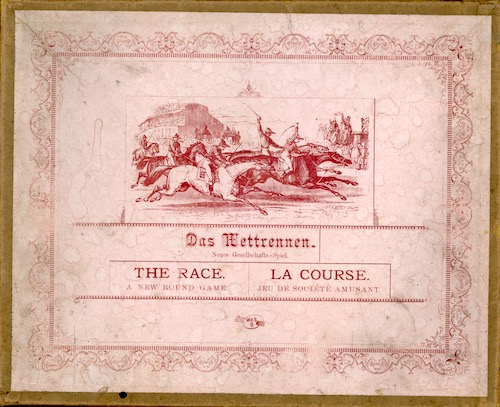 Das Wettrennen.
Neues Gesellschafts-Spiel.
THE RACE.
A NEW ROUND GAME
LA COURSE.
JEU DE SOCIÉTÉ AMUSANT